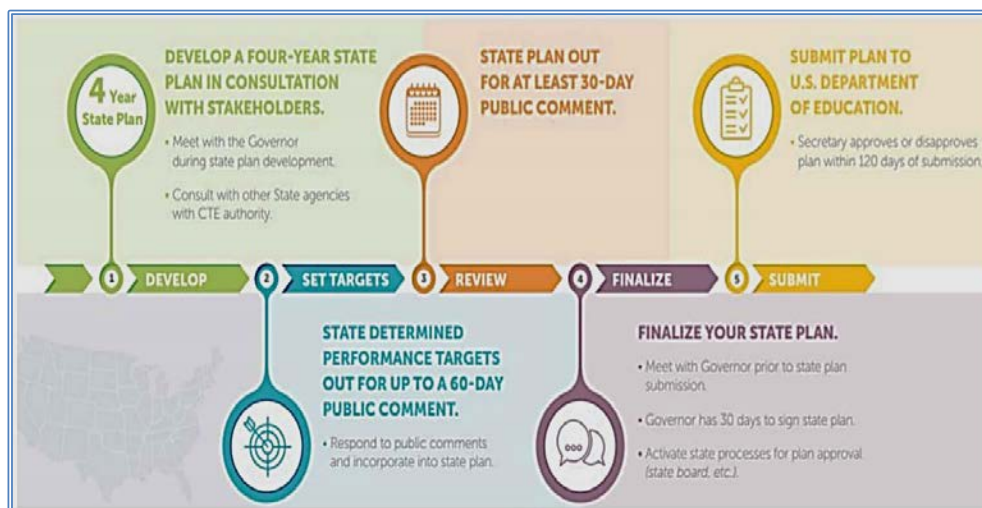 4 Year
State Plan
DEVELOP A FOUR-YEAR STATE
PLAN IN CONSULTATION
WITH STAKEHOLDERS.
• Meet with the Governor
during state plan development.
• Consult with other State agencies
with CTE authority.
STATE PLAN OUT
FOR AT LEAST 30-DAY
PUBLIC COMMENT.
SUBMIT PLAN TO
U.S. DEPARTMENT
OF EDUCATION.
• Secretary approves or disapproves
plan within 120 days of submission.
1 DEVELOP
2 SET TARGETS
3 REVIEW
4 FINALIZE
5 SUBMIT
STATE DETERMINED
PERFORMANCE TARGETS
OUT FOR UP TO A 60-DAY
PUBLIC COMMENT.
• Respond to public comments
and incorporate into state plan.
FINALIZE YOUR STATE PLAN.
• Meet with Governor prior to state plan
submission.
• Governor has 30 days to sign state plan.
• Activate state processes for plan approval
(state board, etc.).